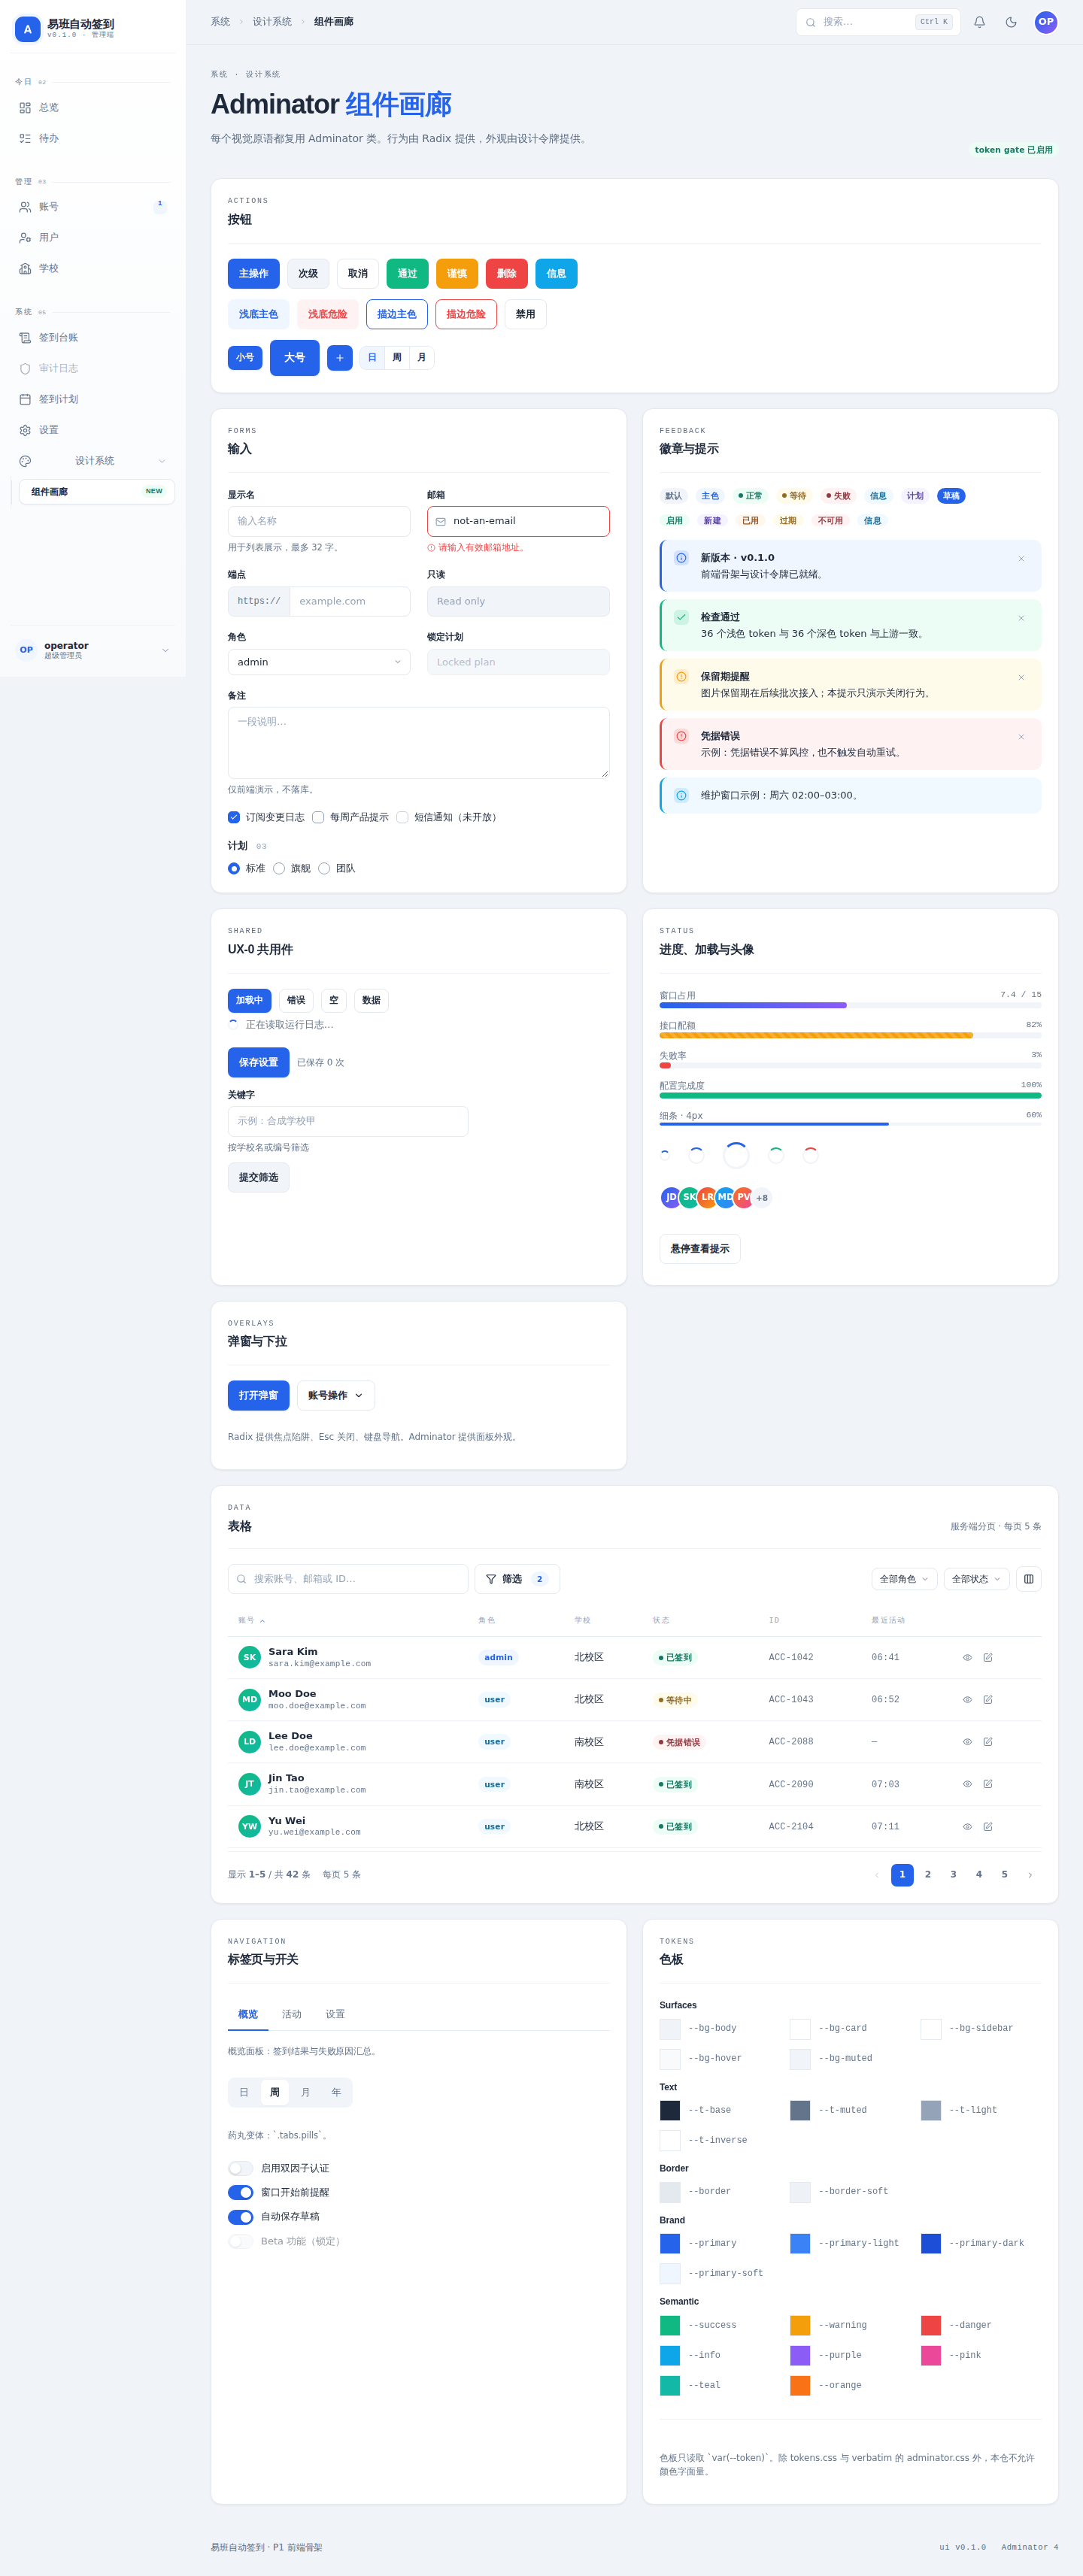 A
易班自动签到
v0.1.0 · 管理端
今日 02
总览
待办
管理 03
账号 1
用户
学校
系统 05
签到台账
审计日志
签到计划
设置
设计系统
组件画廊 NEW
OP
operator
超级管理员
系统 › 设计系统 › 组件画廊
搜索… Ctrl K
OP
系统 · 设计系统
Adminator 组件画廊
每个视觉原语都复用 Adminator 类。行为由 Radix 提供，外观由设计令牌提供。
token gate 已启用
ACTIONS
按钮
主操作 次级 取消 通过 谨慎 删除 信息
浅底主色 浅底危险 描边主色 描边危险 禁用
小号 大号 + 日 周 月
FORMS
输入
显示名 邮箱
输入名称 not-an-email
用于列表展示，最多 32 字。 请输入有效邮箱地址。
端点 只读
https:// example.com Read only
角色 锁定计划
admin Locked plan
备注
一段说明…
仅前端演示，不落库。
订阅变更日志 每周产品提示 短信通知（未开放）
计划 03
标准 旗舰 团队
FEEDBACK
徽章与提示
默认 主色 正常 等待 失败 信息 计划 草稿
启用 新建 已用 过期 不可用 信息
新版本 · v0.1.0
前端骨架与设计令牌已就绪。
检查通过
36 个浅色 token 与 36 个深色 token 与上游一致。
保留期提醒
图片保留期在后续批次接入；本提示只演示关闭行为。
凭据错误
示例：凭据错误不算风控，也不触发自动重试。
维护窗口示例：周六 02:00–03:00。
SHARED
UX-0 共用件
加载中 错误 空 数据
正在读取运行日志…
保存设置 已保存 0 次
关键字
示例：合成学校甲
按学校名或编号筛选
提交筛选
STATUS
进度、加载与头像
窗口占用 7.4 / 15
接口配额 82%
失败率 3%
配置完成度 100%
细条 · 4px 60%
JD SK LR MD PV +8
悬停查看提示
OVERLAYS
弹窗与下拉
打开弹窗 账号操作
Radix 提供焦点陷阱、Esc 关闭、键盘导航。Adminator 提供面板外观。
DATA
表格
服务端分页 · 每页 5 条
搜索账号、邮箱或 ID… 筛选 2 全部角色 全部状态
账号 角色 学校 状态 ID 最近活动
SK Sara Kim admin 北校区 已签到 ACC-1042 06:41
sara.kim@example.com
MD Moo Doe user 北校区 等待中 ACC-1043 06:52
moo.doe@example.com
LD Lee Doe user 南校区 凭据错误 ACC-2088 —
lee.doe@example.com
JT Jin Tao user 南校区 已签到 ACC-2090 07:03
jin.tao@example.com
YW Yu Wei user 北校区 已签到 ACC-2104 07:11
yu.wei@example.com
显示 1–5 / 共 42 条 每页 5 条
‹ 1 2 3 4 5 ›
NAVIGATION
标签页与开关
概览 活动 设置
概览面板：签到结果与失败原因汇总。
日 周 月 年
药丸变体：`.tabs.pills`。
启用双因子认证
窗口开始前提醒
自动保存草稿
Beta 功能（锁定）
TOKENS
色板
Surfaces
--bg-body --bg-card --bg-sidebar
--bg-hover --bg-muted
Text
--t-base --t-muted --t-light
--t-inverse
Border
--border --border-soft
Brand
--primary --primary-light --primary-dark
--primary-soft
Semantic
--success --warning --danger
--info --purple --pink
--teal --orange
色板只读取 `var(--token)`。除 tokens.css 与 verbatim 的 adminator.css 外，本仓不允许
颜色字面量。
易班自动签到 · P1 前端骨架
ui v0.1.0 Adminator 4